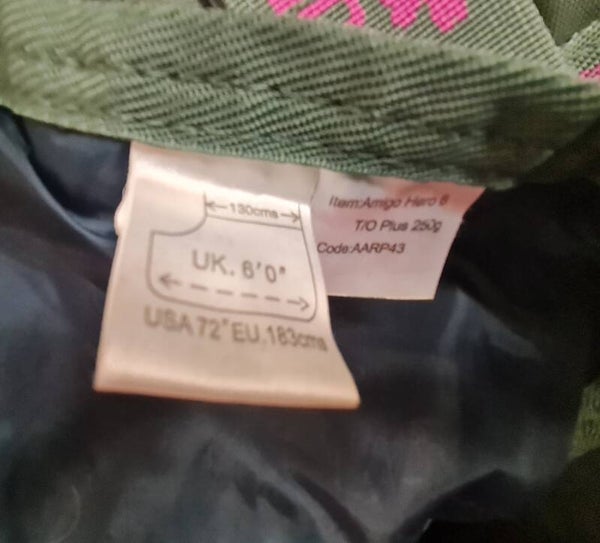 130cms
UK. 6'0"
USA 72" EU.183cms
Item:Amigo Hero 6
T/O Plus 250g
Code:AARP43